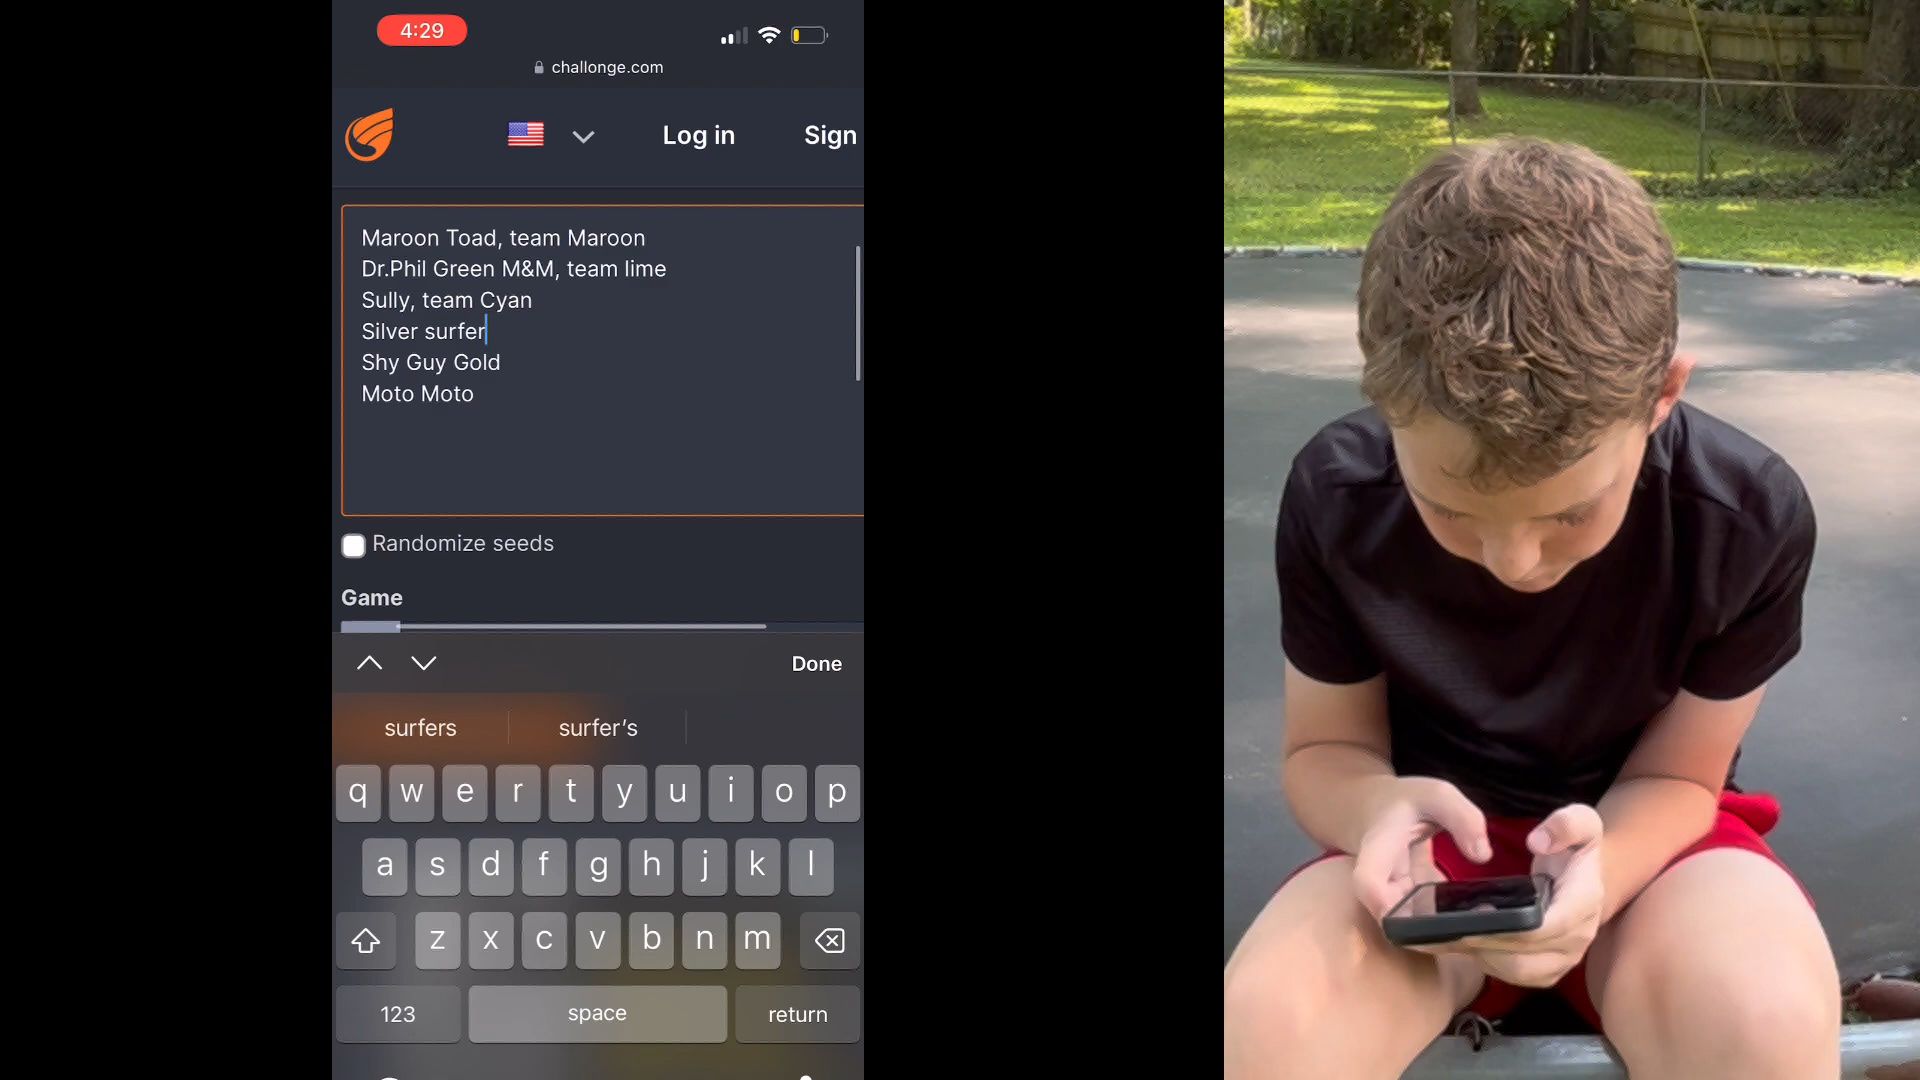 4:29
challonge.com
Log in
Sign
Maroon Toad, team Maroon
Dr.Phil Green M&M, team lime
Sully, team Cyan
Silver surfer
Shy Guy Gold
Moto Moto
Randomize seeds
Game
Done
surfers
surfer's
q w e r t y u i o p
a s d f g h j k l
z x c v b n m
123
space
return